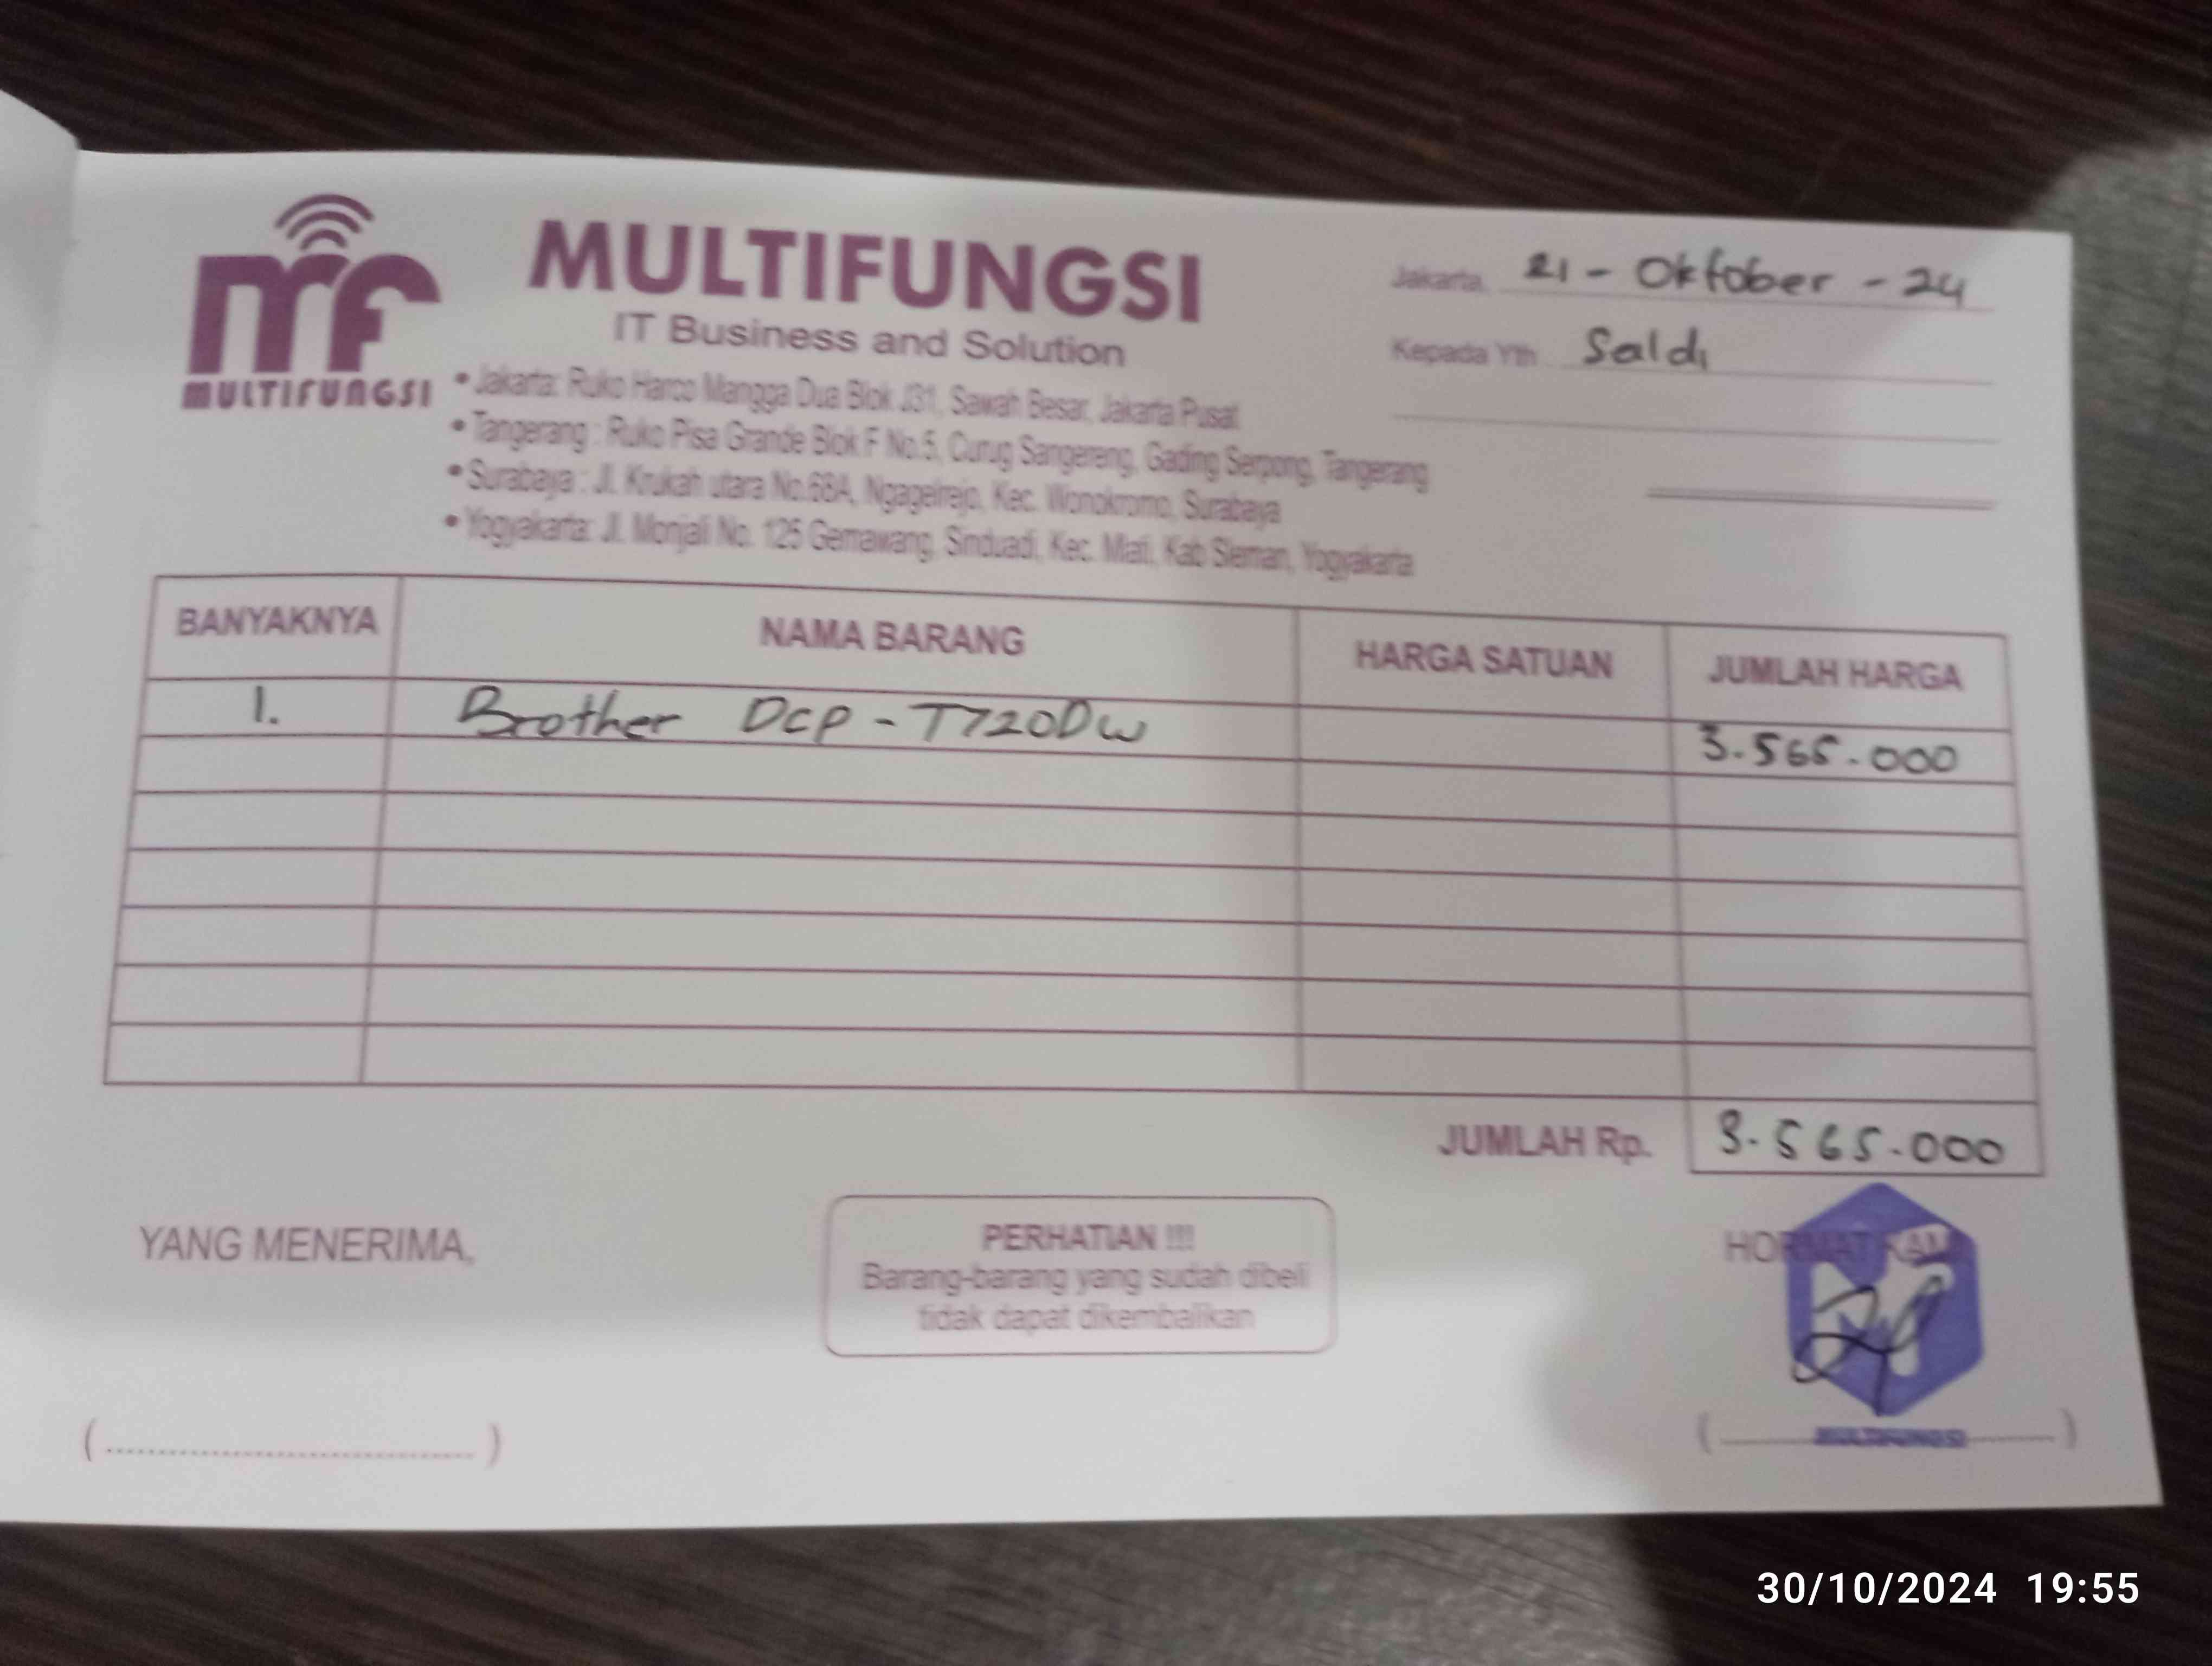 MULTIFUNGSI
MULTIFUNGSI
IT Business and Solution
• Jakarta: Ruko Harco Mangga Dua Blok J31, Sawah Besar, Jakarta Pusat
• Tangerang : Ruko Pisa Grande Blok F No.5, Curug Sangereng, Gading Serpong, Tangerang
• Surabaya : Jl. Krukah utara No.68A, Ngagelrejo, Kec. Wonokromo, Surabaya
• Yogyakarta: Jl. Monjali No. 125 Gemawang, Sinduadi, Kec. Mlati, Kab Sleman, Yogyakarta
Jakarta, 21 - Oktober - 24
Kepada Yth Saldi
BANYAKNYA NAMA BARANG HARGA SATUAN JUMLAH HARGA
1. Brother DCP - T720DW 3.565.000
JUMLAH Rp. 3.565.000
YANG MENERIMA,
PERHATIAN !!!
Barang-barang yang sudah dibeli
tidak dapat dikembalikan
HORMAT KAMI
MULTIFUNGSI
30/10/2024 19:55